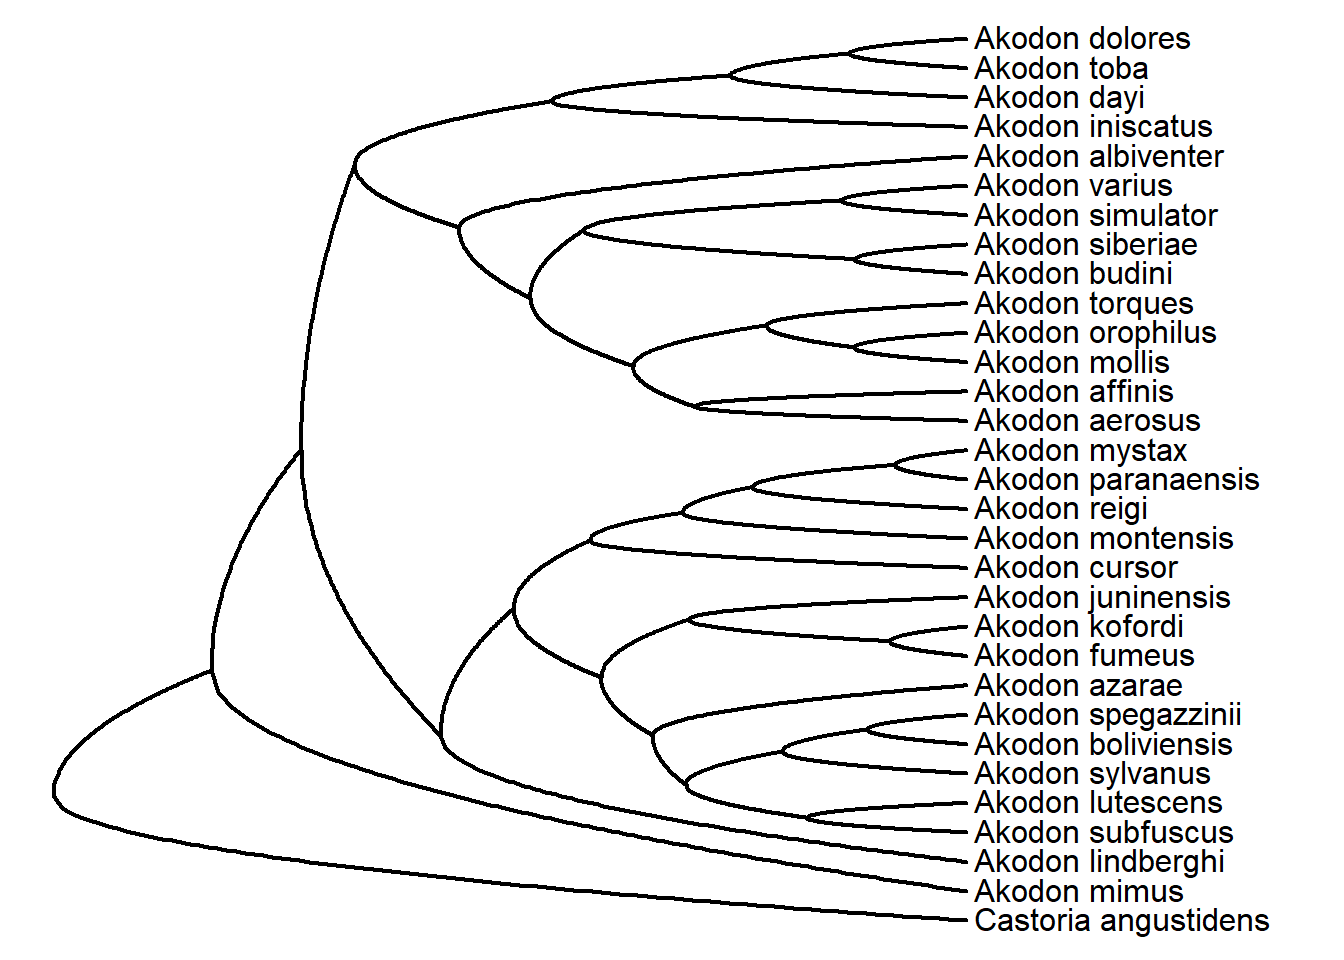 Akodon dolores
Akodon toba
Akodon dayi
Akodon iniscatus
Akodon albiventer
Akodon varius
Akodon simulator
Akodon siberiae
Akodon budini
Akodon torques
Akodon orophilus
Akodon mollis
Akodon affinis
Akodon aerosus
Akodon mystax
Akodon paranaensis
Akodon reigi
Akodon montensis
Akodon cursor
Akodon juninensis
Akodon kofordi
Akodon fumeus
Akodon azarae
Akodon spegazzinii
Akodon boliviensis
Akodon sylvanus
Akodon lutescens
Akodon subfuscus
Akodon lindberghi
Akodon mimus
Castoria angustidens